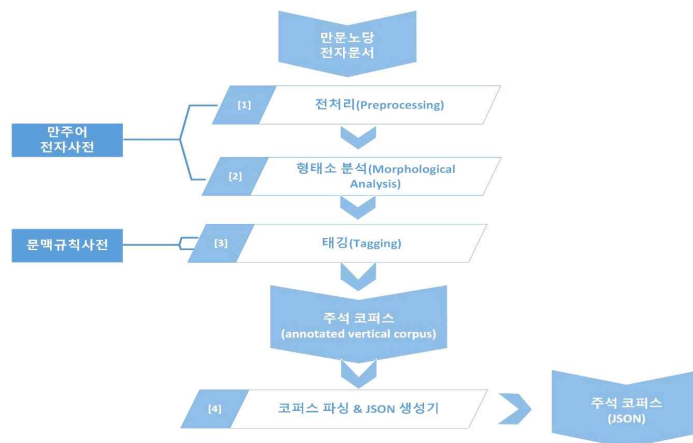 만문노당
전자문서
[1]
전처리(Preprocessing)
만주어
전자사전
[2]
형태소 분석(Morphological
Analysis)
문맥규칙사전
[3]
태깅(Tagging)
주석 코퍼스
(annotated vertical corpus)
[4]
코퍼스 파싱 & JSON 생성기
주석 코퍼스
(JSON)